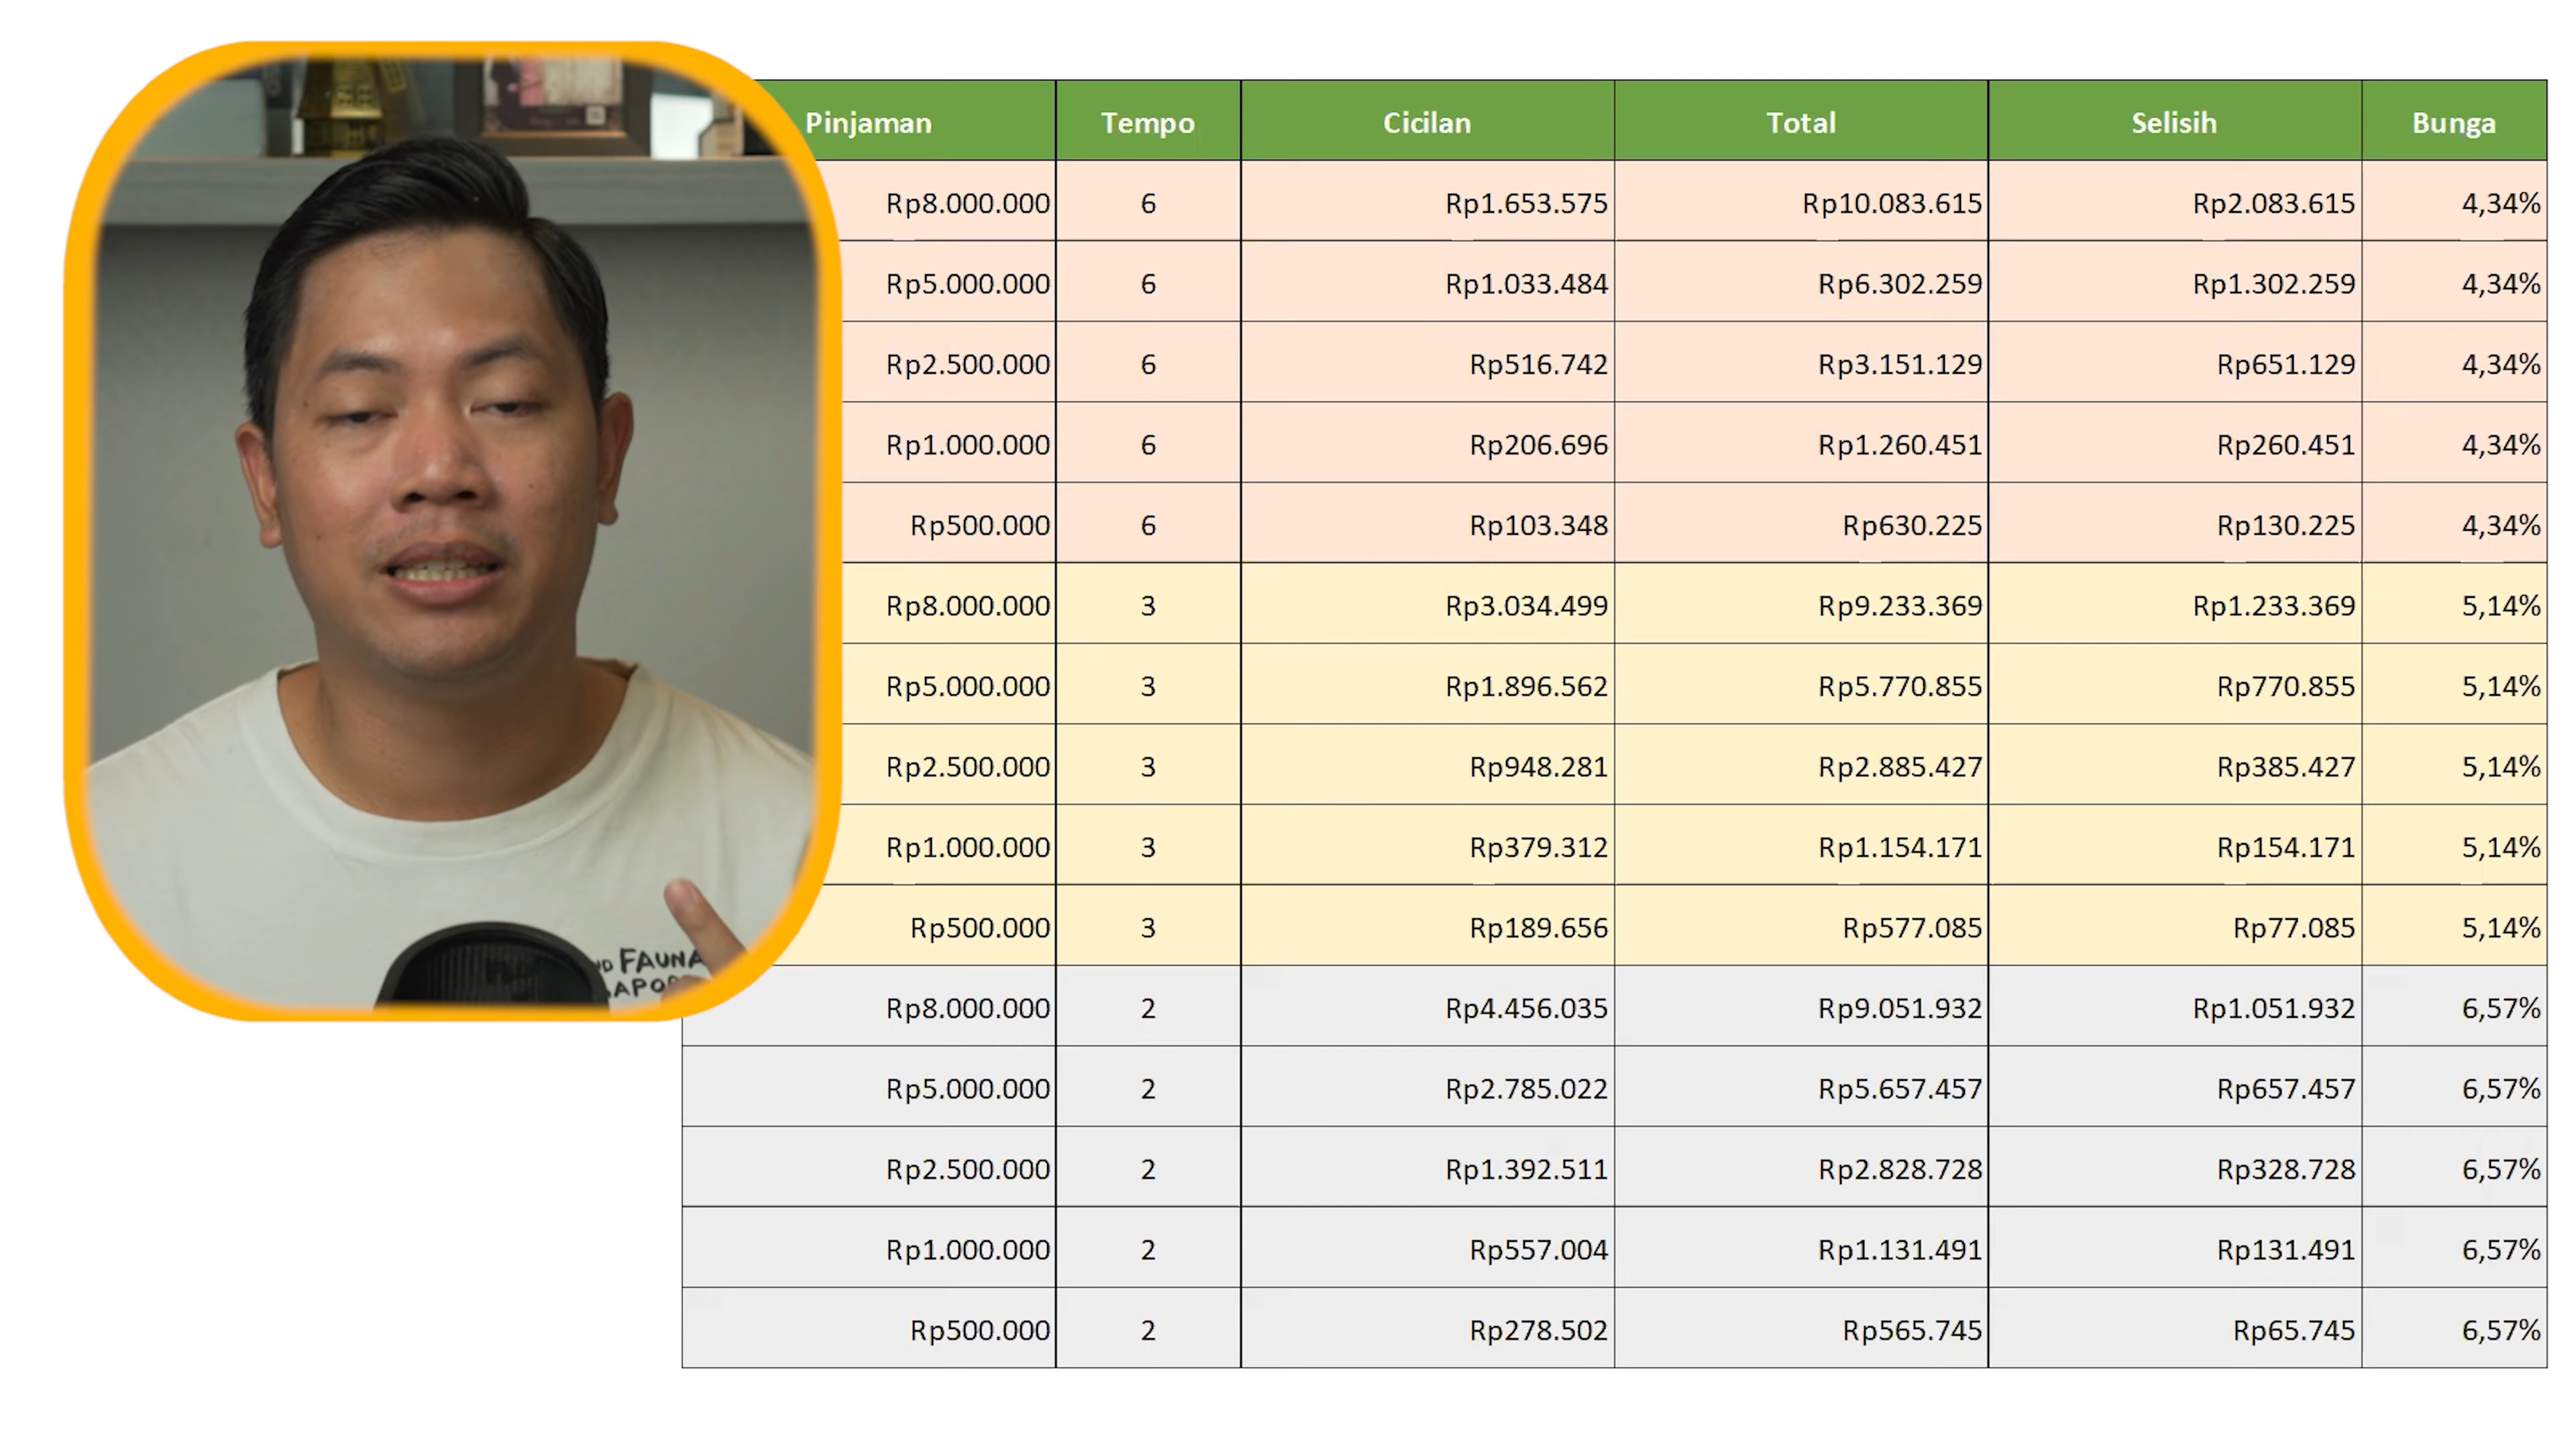 Pinjaman Tempo Cicilan Total Selisih Bunga
Rp8.000.000 6 Rp1.653.575 Rp10.083.615 Rp2.083.615 4,34%
Rp5.000.000 6 Rp1.033.484 Rp6.302.259 Rp1.302.259 4,34%
Rp2.500.000 6 Rp516.742 Rp3.151.129 Rp651.129 4,34%
Rp1.000.000 6 Rp206.696 Rp1.260.451 Rp260.451 4,34%
Rp500.000 6 Rp103.348 Rp630.225 Rp130.225 4,34%
Rp8.000.000 3 Rp3.034.499 Rp9.233.369 Rp1.233.369 5,14%
Rp5.000.000 3 Rp1.896.562 Rp5.770.855 Rp770.855 5,14%
Rp2.500.000 3 Rp948.281 Rp2.885.427 Rp385.427 5,14%
Rp1.000.000 3 Rp379.312 Rp1.154.171 Rp154.171 5,14%
Rp500.000 3 Rp189.656 Rp577.085 Rp77.085 5,14%
Rp8.000.000 2 Rp4.456.035 Rp9.051.932 Rp1.051.932 6,57%
Rp5.000.000 2 Rp2.785.022 Rp5.657.457 Rp657.457 6,57%
Rp2.500.000 2 Rp1.392.511 Rp2.828.728 Rp328.728 6,57%
Rp1.000.000 2 Rp557.004 Rp1.131.491 Rp131.491 6,57%
Rp500.000 2 Rp278.502 Rp565.745 Rp65.745 6,57%
FAUNA